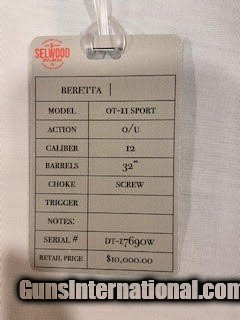 SELWOOD
BERETTA
MODEL OT-11 SPORT
ACTION O/U
CALIBER 12
BARRELS 32"
CHOKE SCREW
TRIGGER
NOTES:
SERIAL # DT-17690W
RETAIL PRICE $10,000.00
GunsInternational.com